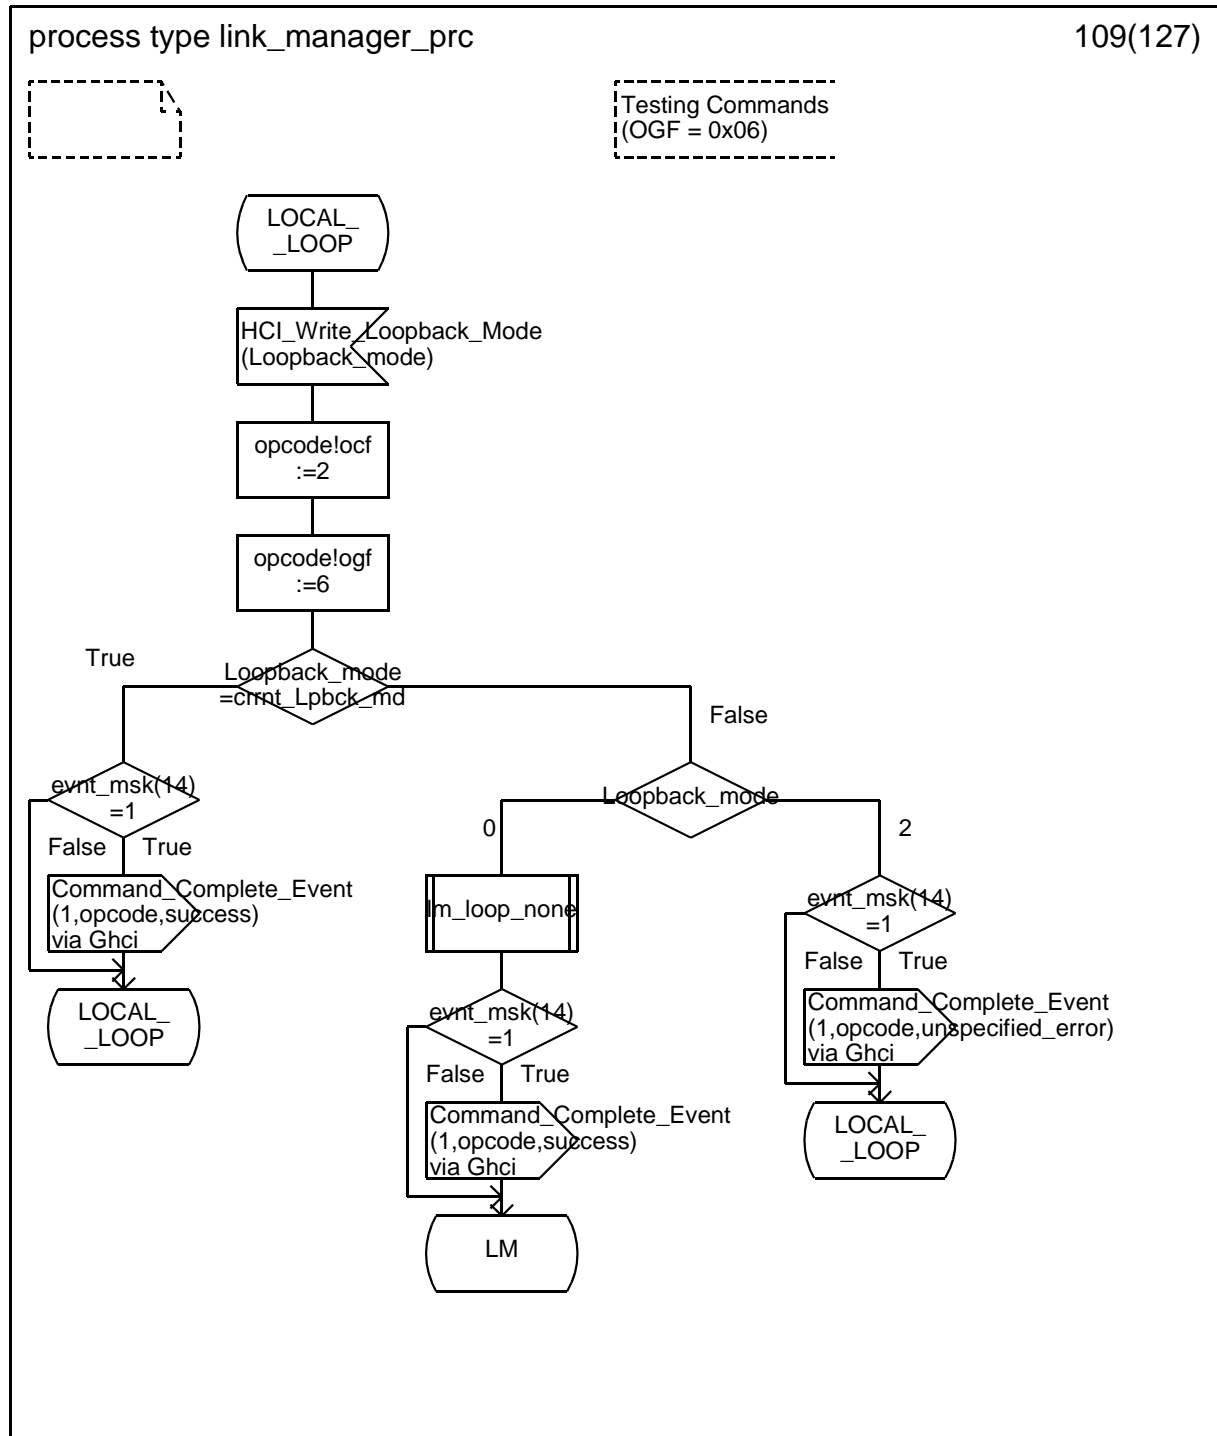 process type link_manager_prc
109(127)
Testing Commands
(OGF = 0x06)
LOCAL_
_LOOP
HCI_Write_Loopback_Mode
(Loopback_mode)
opcode!ocf
:=2
opcode!ogf
:=6
Loopback_mode
=crrnt_Lpbck_md
True
False
evnt_msk(14)
=1
False
True
Command_Complete_Event
(1,opcode,success)
via Ghci
LOCAL_
_LOOP
Loopback_mode
0
2
lm_loop_none
evnt_msk(14)
=1
False
True
Command_Complete_Event
(1,opcode,success)
via Ghci
LM
evnt_msk(14)
=1
False
True
Command_Complete_Event
(1,opcode,unspecified_error)
via Ghci
LOCAL_
_LOOP